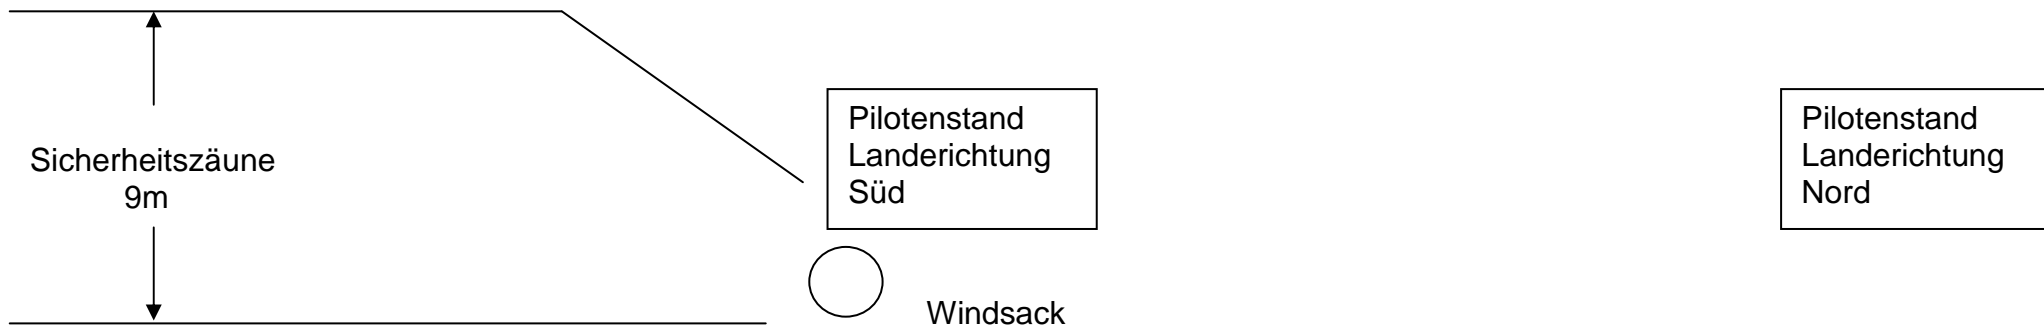 Sicherheitszäune
9m
Pilotenstand
Landerichtung
Süd
Windsack
Pilotenstand
Landerichtung
Nord